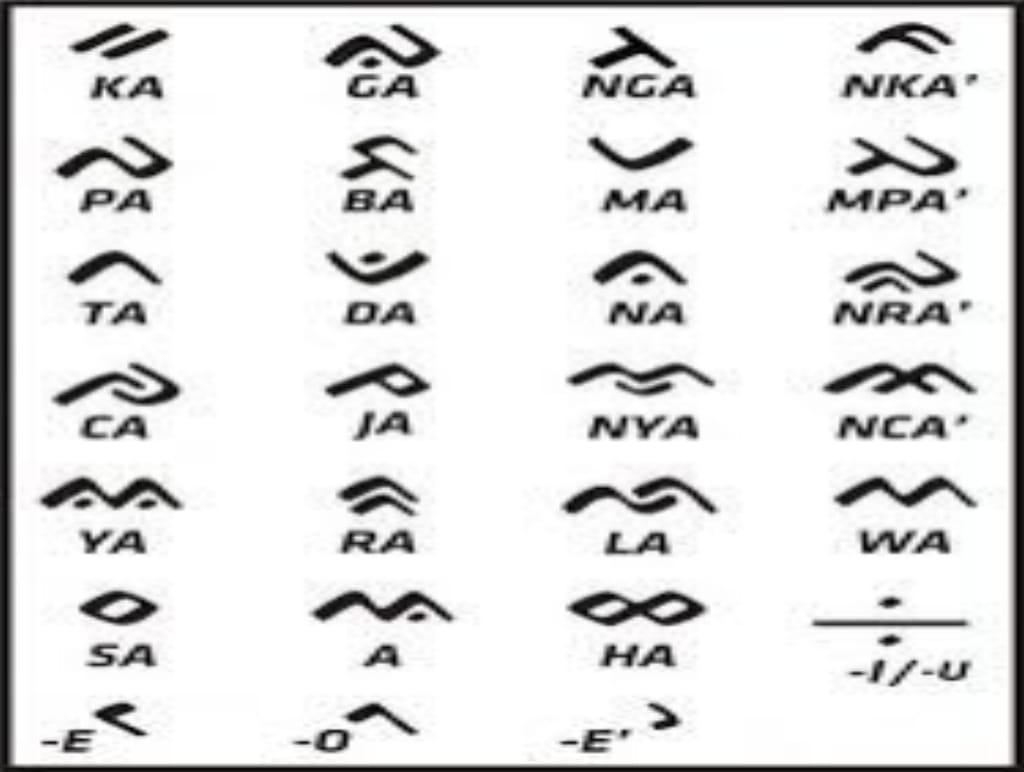 ᨀ ᨁ ᨂ ᨃ
KA GA NGA NKA'
ᨄ ᨅ ᨆ ᨇ
PA BA MA MPA'
ᨈ ᨉ ᨊ ᨋ
TA DA NA NRA'
ᨌ ᨍ ᨎ ᨏ
CA JA NYA NCA'
ᨐ ᨑ ᨒ ᨓ
YA RA LA WA
ᨔ ᨕ ᨖ ᨗ ᨘ
SA A HA -I/-U
ᨙ ᨚ ᨛ
-E -O -E'